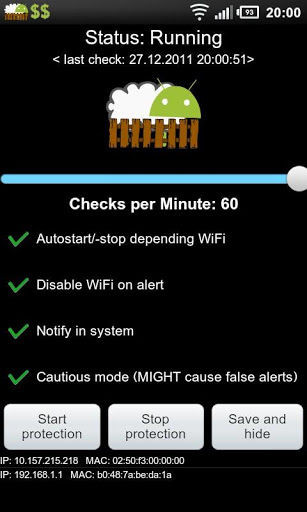 $$ 93 20:00
Status: Running
< last check: 27.12.2011 20:00:51>
Checks per Minute: 60
Autostart/-stop depending WiFi
Disable WiFi on alert
Notify in system
Cautious mode (MIGHT cause false alerts)
Start protection
Stop protection
Save and hide
IP: 10.157.215.218 MAC: 02:50:f3:00:00:00
IP: 192.168.1.1 MAC: b0:48:7a:be:da:1a